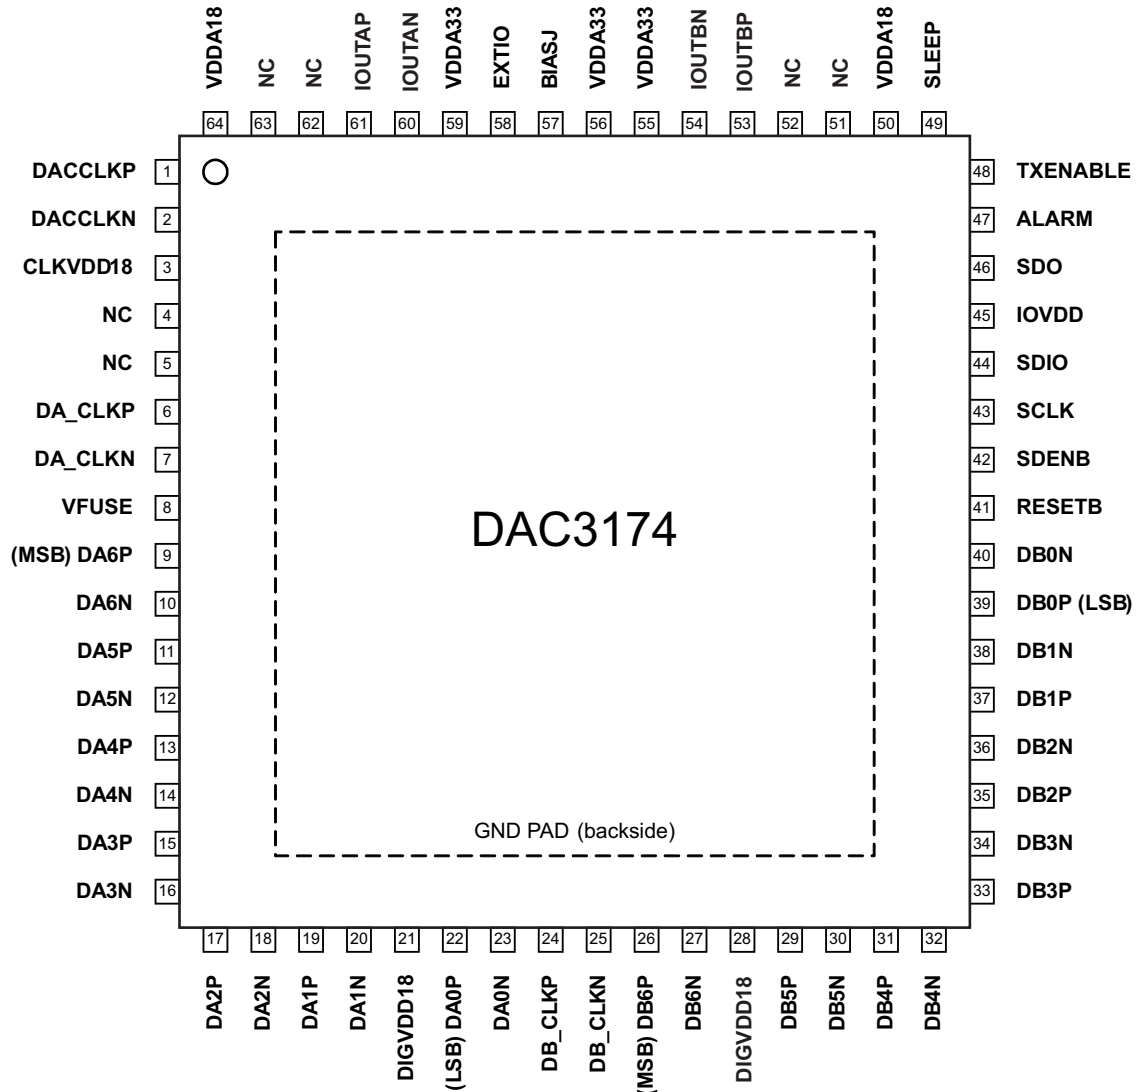 VDDA18
NC
NC
IOUTAP
IOUTAN
VDDA33
EXTIO
BIASJ
VDDA33
VDDA33
IOUTBN
IOUTBP
NC
NC
VDDA18
SLEEP
64 63 62 61 60 59 58 57 56 55 54 53 52 51 50 49
DACCLKP 1
DACCLKN 2
CLKVDD18 3
NC 4
NC 5
DA_CLKP 6
DA_CLKN 7
VFUSE 8
(MSB) DA6P 9
DA6N 10
DA5P 11
DA5N 12
DA4P 13
DA4N 14
DA3P 15
DA3N 16
DAC3174
GND PAD (backside)
48 TXENABLE
47 ALARM
46 SDO
45 IOVDD
44 SDIO
43 SCLK
42 SDENB
41 RESETB
40 DB0N
39 DB0P (LSB)
38 DB1N
37 DB1P
36 DB2N
35 DB2P
34 DB3N
33 DB3P
17 18 19 20 21 22 23 24 25 26 27 28 29 30 31 32
DA2P
DA2N
DA1P
DA1N
DIGVDD18
(LSB) DA0P
DA0N
DB_CLKP
DB_CLKN
(MSB) DB6P
DB6N
DIGVDD18
DB5P
DB5N
DB4P
DB4N